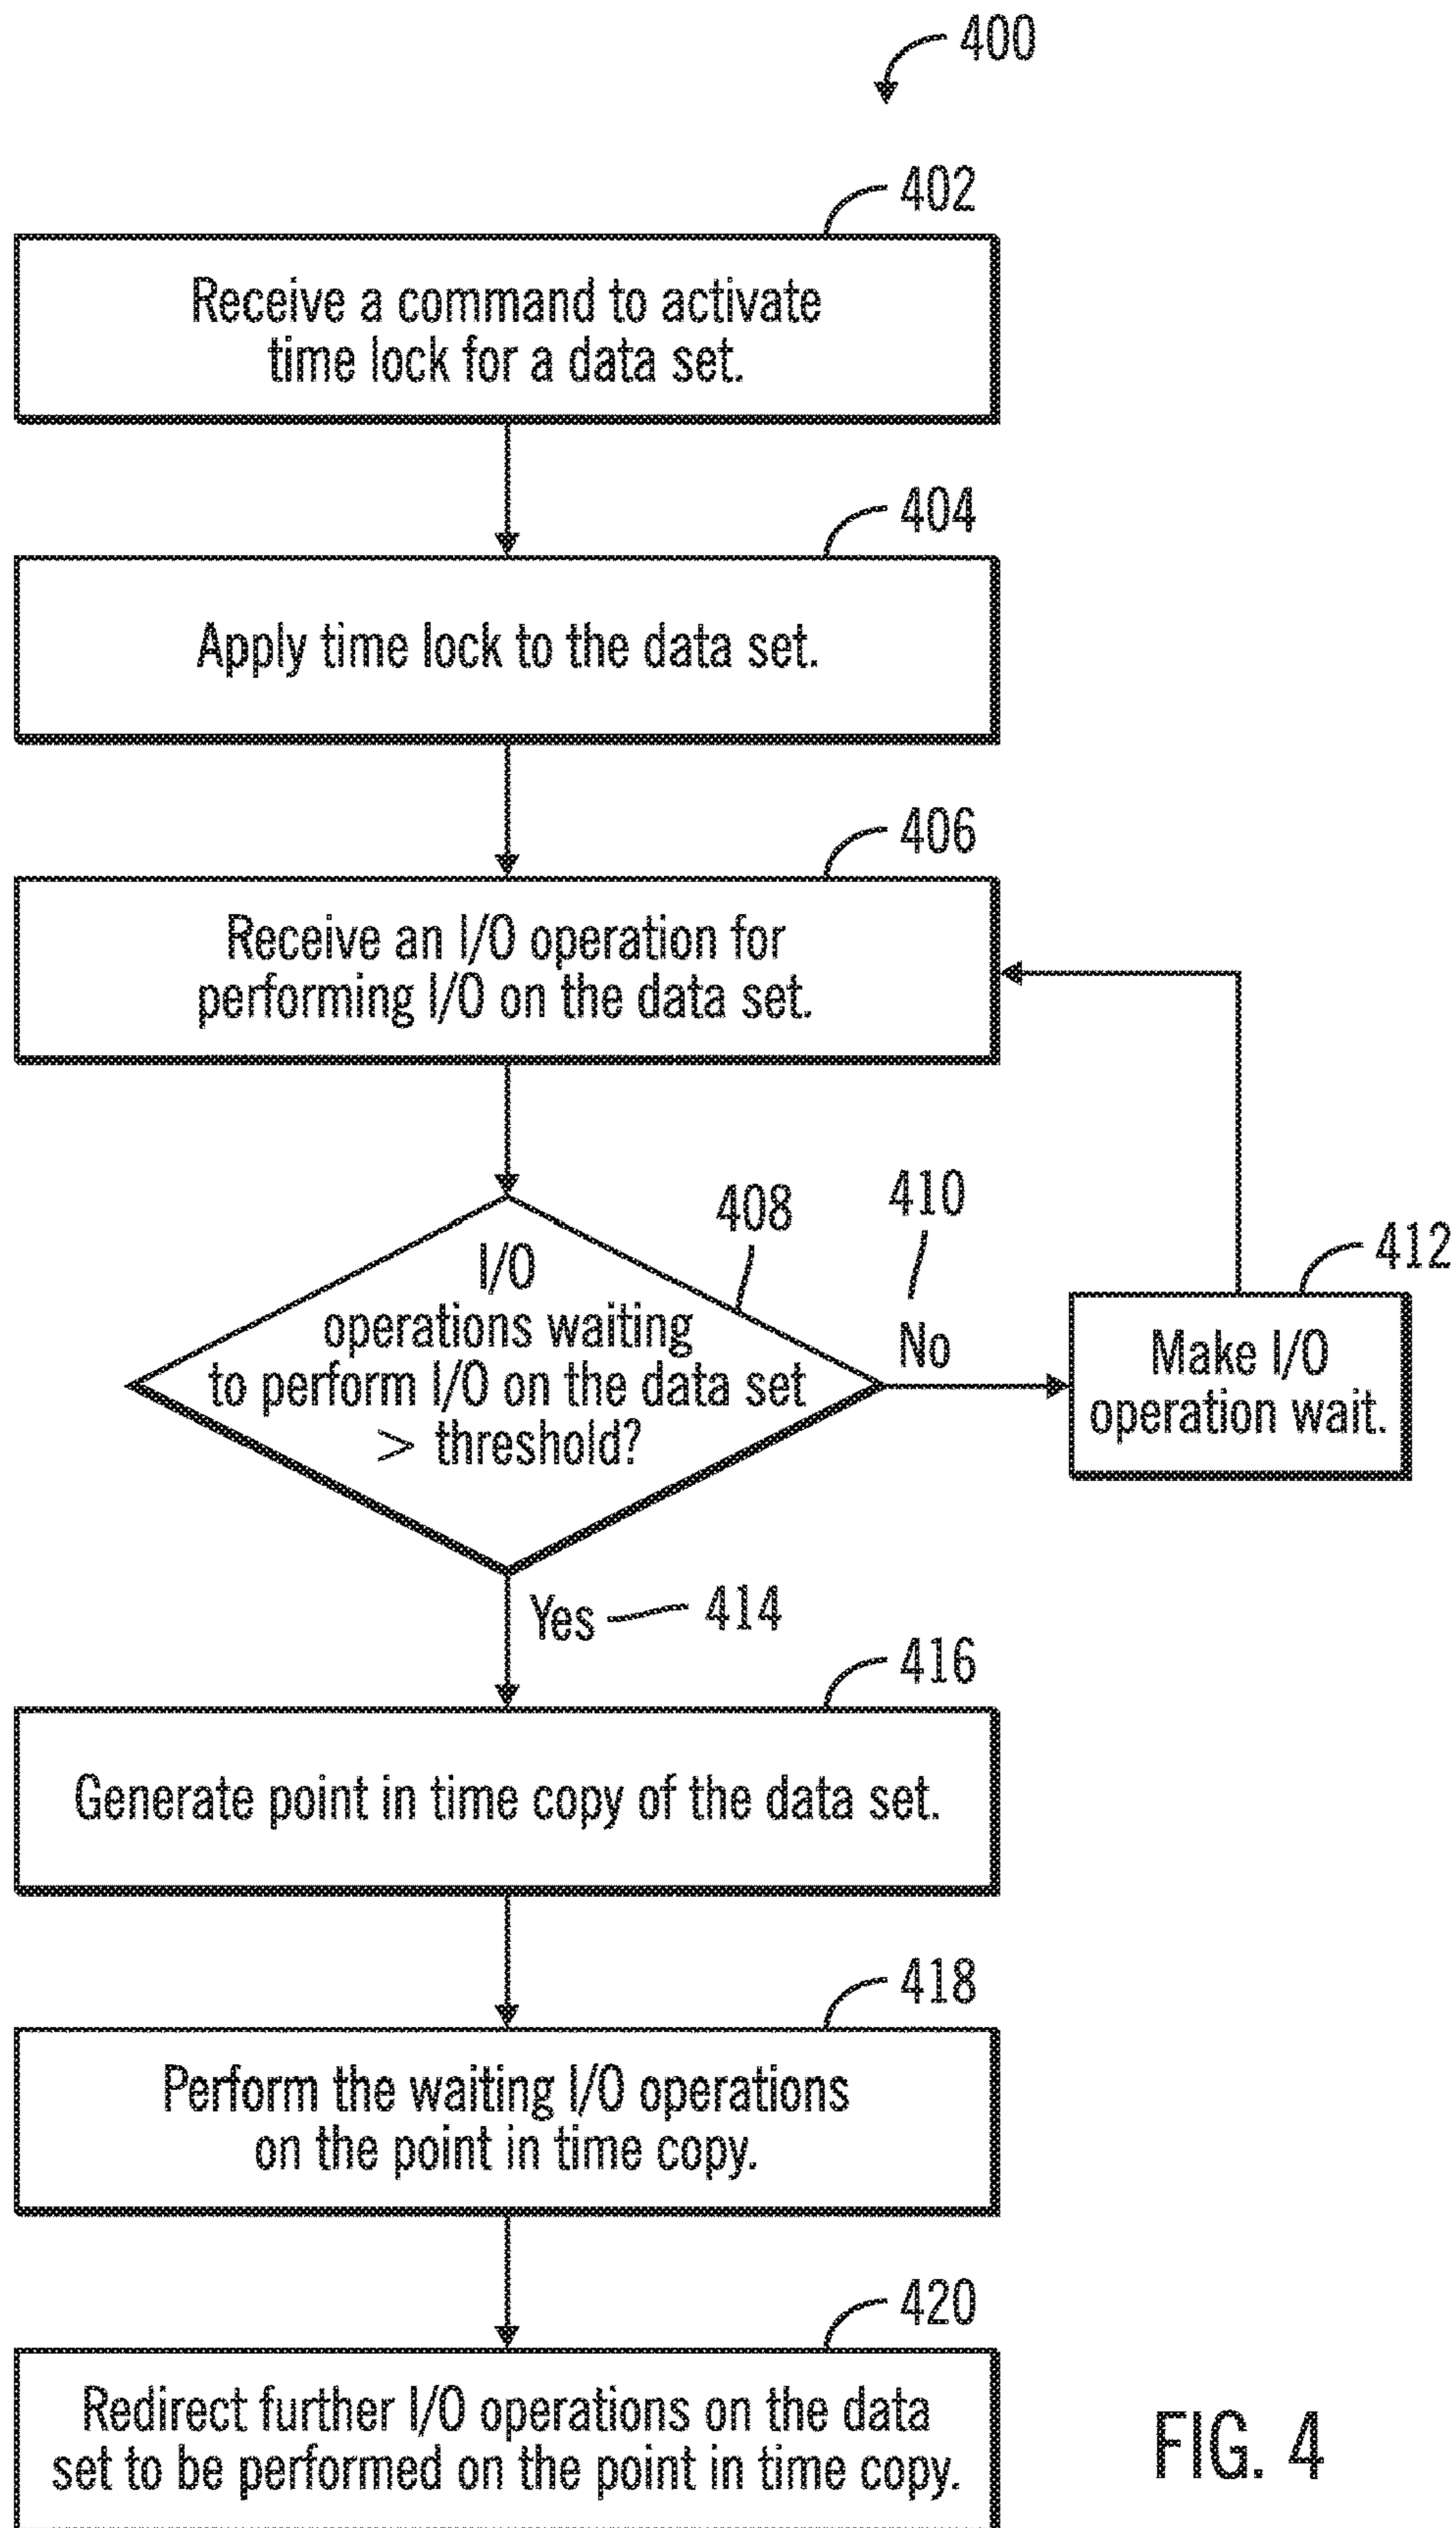 400
402
Receive a command to activate
time lock for a data set.
404
Apply time lock to the data set.
406
Receive an I/O operation for
performing I/O on the data set.
408
I/O
operations waiting
to perform I/O on the data set
> threshold?
410
No
412
Make I/O
operation wait.
Yes
414
416
Generate point in time copy of the data set.
418
Perform the waiting I/O operations
on the point in time copy.
420
Redirect further I/O operations on the data
set to be performed on the point in time copy.
FIG. 4